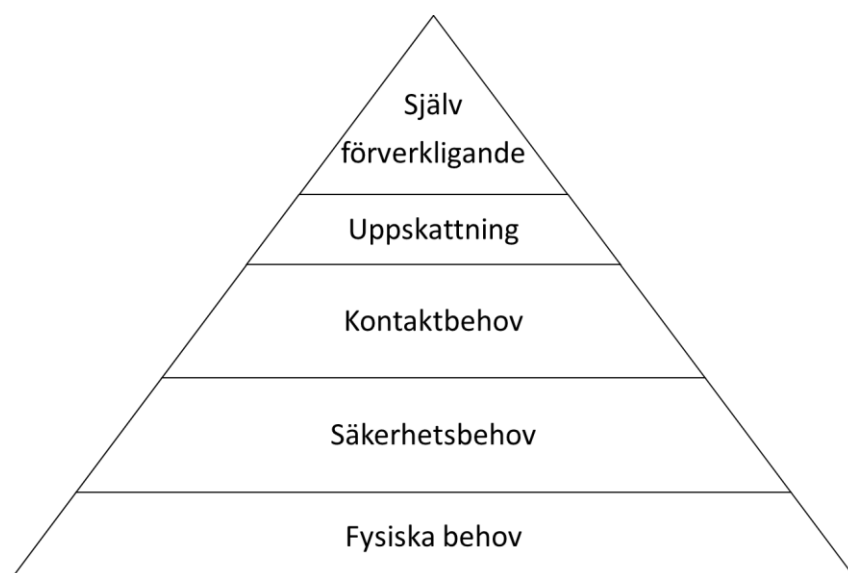 Själv
förverkligande
Uppskattning
Kontaktbehov
Säkerhetsbehov
Fysiska behov